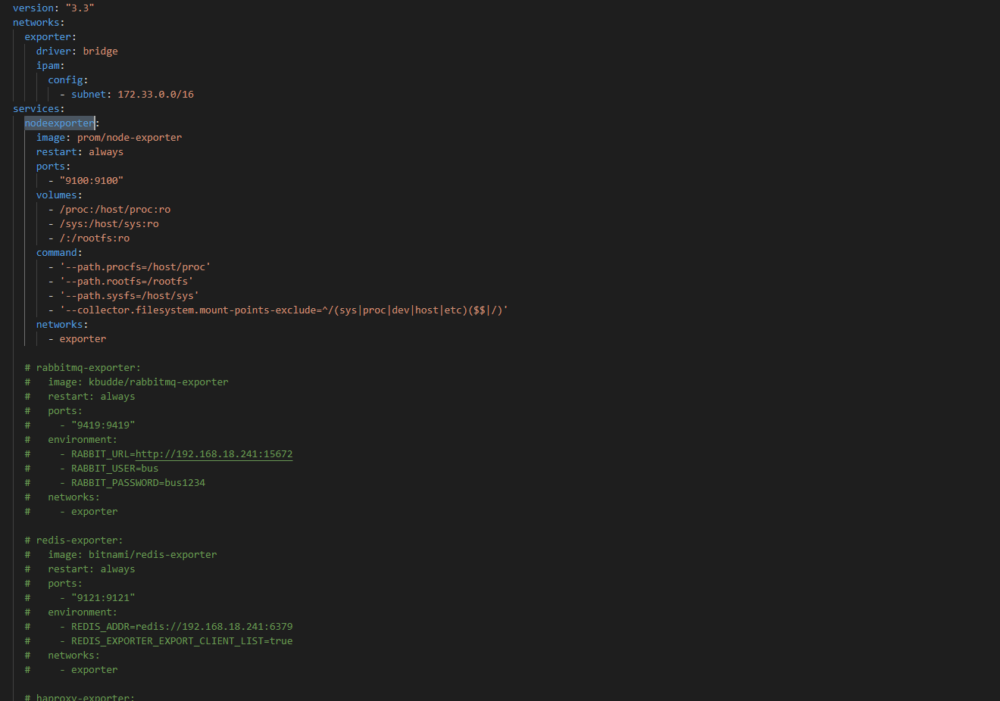 version: "3.3"
networks:
  exporter:
    driver: bridge
    ipam:
      config:
        - subnet: 172.33.0.0/16
services:
  nodeexporter:
    image: prom/node-exporter
    restart: always
    ports:
      - "9100:9100"
    volumes:
      - /proc:/host/proc:ro
      - /sys:/host/sys:ro
      - /:/rootfs:ro
    command:
      - '--path.procfs=/host/proc'
      - '--path.rootfs=/rootfs'
      - '--path.sysfs=/host/sys'
      - '--collector.filesystem.mount-points-exclude=^/(sys|proc|dev|host|etc)($$|/)'
    networks:
      - exporter

  # rabbitmq-exporter:
  #   image: kbudde/rabbitmq-exporter
  #   restart: always
  #   ports:
  #     - "9419:9419"
  #   environment:
  #     - RABBIT_URL=http://192.168.18.241:15672
  #     - RABBIT_USER=bus
  #     - RABBIT_PASSWORD=bus1234
  #   networks:
  #     - exporter

  # redis-exporter:
  #   image: bitnami/redis-exporter
  #   restart: always
  #   ports:
  #     - "9121:9121"
  #   environment:
  #     - REDIS_ADDR=redis://192.168.18.241:6379
  #     - REDIS_EXPORTER_EXPORT_CLIENT_LIST=true
  #   networks:
  #     - exporter

  # haproxy-exporter: